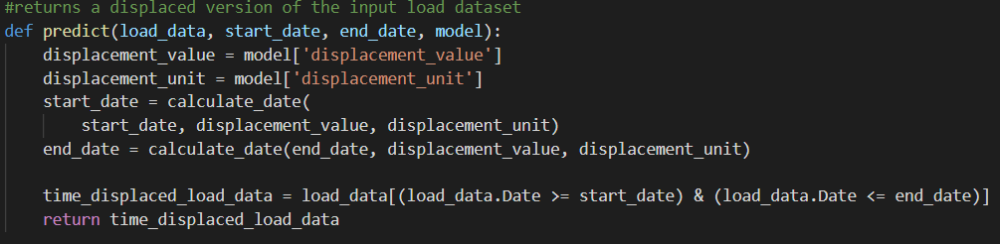 #returns a displaced version of the input load dataset
def predict(load_data, start_date, end_date, model):
    displacement_value = model['displacement_value']
    displacement_unit = model['displacement_unit']
    start_date = calculate_date(
        start_date, displacement_value, displacement_unit)
    end_date = calculate_date(end_date, displacement_value, displacement_unit)
    time_displaced_load_data = load_data[(load_data.Date >= start_date) & (load_data.Date <= end_date)]
    return time_displaced_load_data